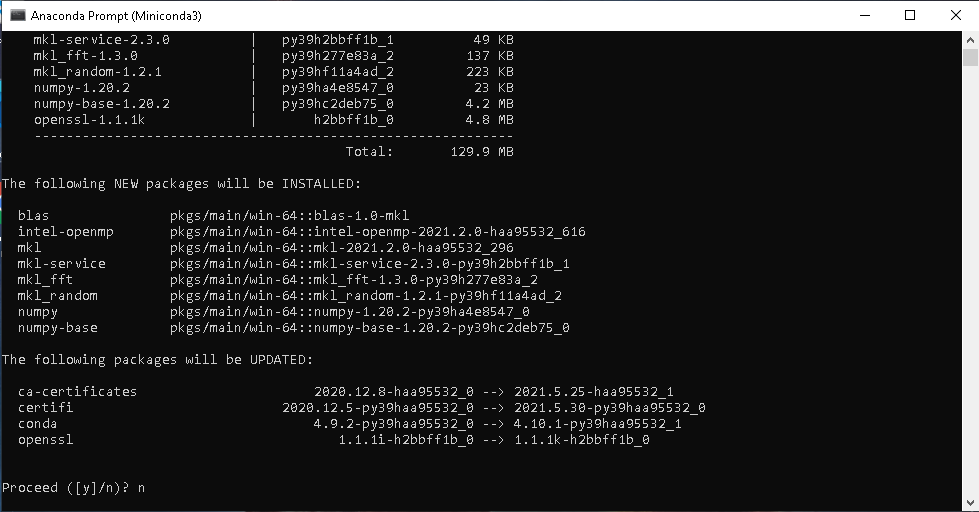 Anaconda Prompt (Miniconda3)
mkl-service-2.3.0 | py39h2bbff1b_1 49 KB
mkl_fft-1.3.0 | py39h277e83a_2 137 KB
mkl_random-1.2.1 | py39hf11a4ad_2 223 KB
numpy-1.20.2 | py39ha4e8547_0 23 KB
numpy-base-1.20.2 | py39hc2deb75_0 4.2 MB
openssl-1.1.1k | h2bbff1b_0 4.8 MB
------------------------------------------------------------
Total: 129.9 MB
The following NEW packages will be INSTALLED:
blas pkgs/main/win-64::blas-1.0-mkl
intel-openmp pkgs/main/win-64::intel-openmp-2021.2.0-haa95532_616
mkl pkgs/main/win-64::mkl-2021.2.0-haa95532_296
mkl-service pkgs/main/win-64::mkl-service-2.3.0-py39h2bbff1b_1
mkl_fft pkgs/main/win-64::mkl_fft-1.3.0-py39h277e83a_2
mkl_random pkgs/main/win-64::mkl_random-1.2.1-py39hf11a4ad_2
numpy pkgs/main/win-64::numpy-1.20.2-py39ha4e8547_0
numpy-base pkgs/main/win-64::numpy-base-1.20.2-py39hc2deb75_0
The following packages will be UPDATED:
ca-certificates 2020.12.8-haa95532_0 --> 2021.5.25-haa95532_1
certifi 2020.12.5-py39haa95532_0 --> 2021.5.30-py39haa95532_0
conda 4.9.2-py39haa95532_0 --> 4.10.1-py39haa95532_1
openssl 1.1.1i-h2bbff1b_0 --> 1.1.1k-h2bbff1b_0
Proceed ([y]/n)? n